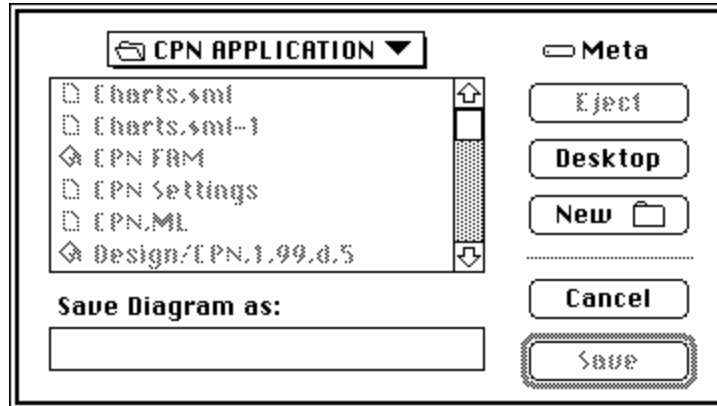 CPN APPLICATION
Charts.sml
Charts.sml-1
CPN FAM
CPN Settings
CPN.ML
Design/CPN.1.99.d.5
Save Diagram as:
Meta
Eject
Desktop
New
Cancel
Save